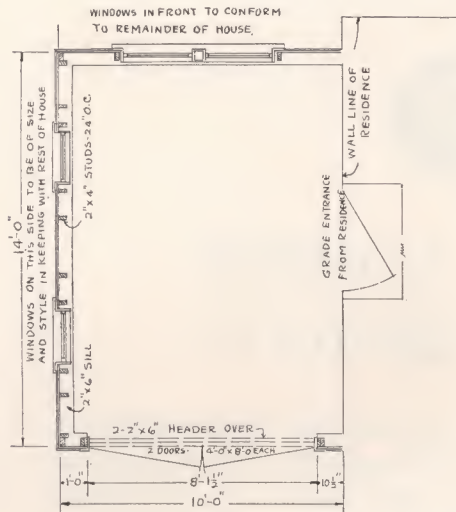 WINDOWS IN FRONT TO CONFORM
TO REMAINDER OF HOUSE.
WALL LINE OF
RESIDENCE
14'-0"
WINDOWS ON THIS SIDE TO BE OF SIZE
AND STYLE IN KEEPING WITH REST OF HOUSE
2"x4" STUDS-24" O.C.
GRADE ENTRANCE
FROM RESIDENCE
2"x6" SILL
2-2"x6" HEADER OVER
2 DOORS- 4'-0"x8'-0 EACH
1'-0"
8'-1½"
10½"
10'-0"